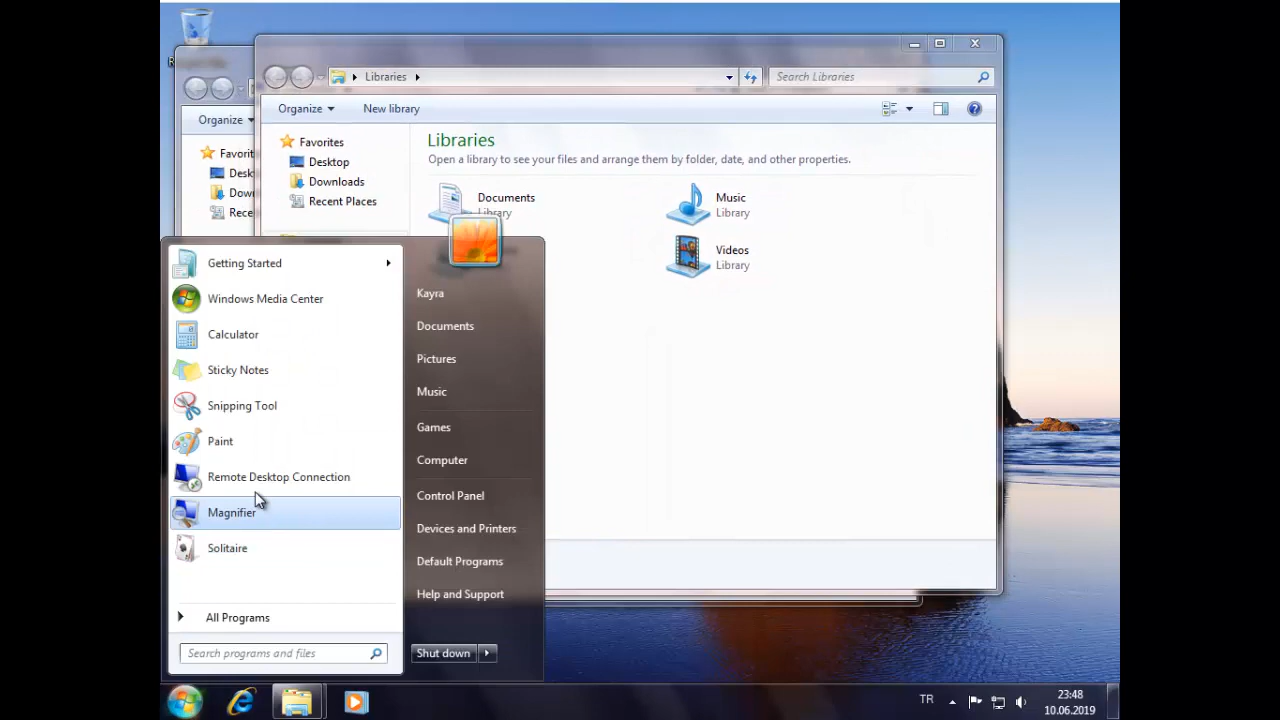 Libraries
Search Libraries
Organize
New library
Organize
Favorites
Desktop
Downloads
Recent Places
Libraries
Open a library to see your files and arrange them by folder, date, and other properties.
Documents
Library
Music
Library
Videos
Library
Getting Started
Windows Media Center
Calculator
Sticky Notes
Snipping Tool
Paint
Remote Desktop Connection
Magnifier
Solitaire
All Programs
Search programs and files
Kayra
Documents
Pictures
Music
Games
Computer
Control Panel
Devices and Printers
Default Programs
Help and Support
Shut down
TR
23:48
10.06.2019